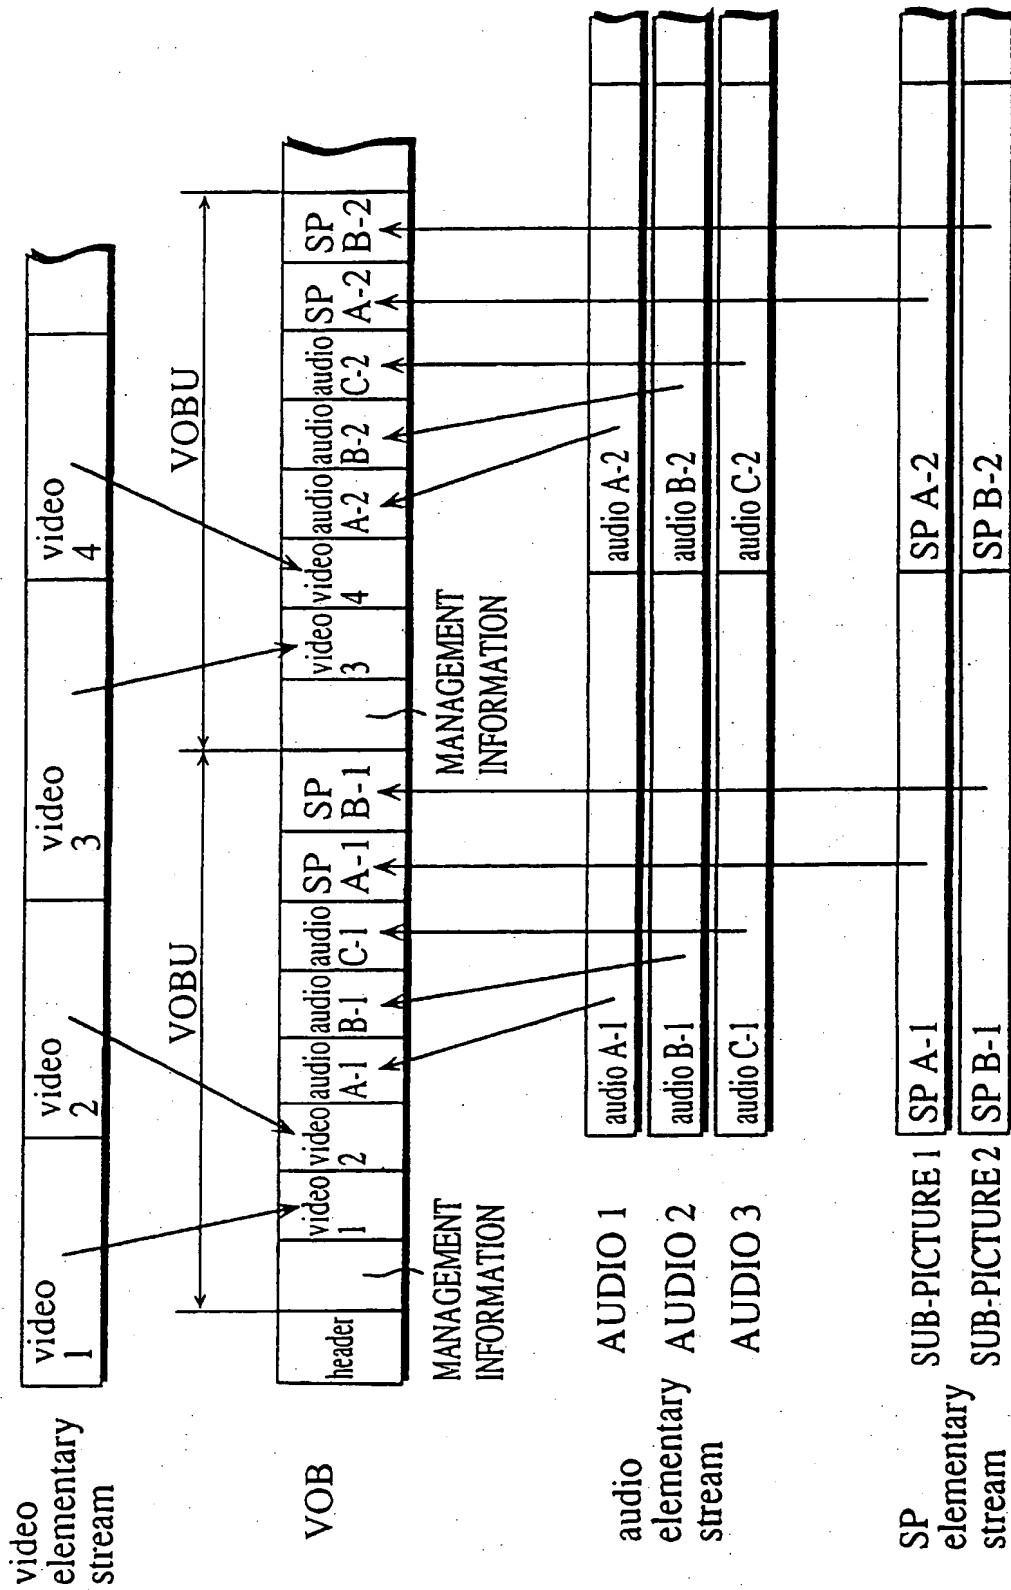 video
elementary
stream
video
1
video
2
video
3
video
4
VOBU
VOBU
VOB
header
video
1
video
2
audio
A-1
audio
B-1
audio
C-1
SP
A-1
SP
B-1
video
3
video
4
audio
A-2
audio
B-2
audio
C-2
SP
A-2
SP
B-2
MANAGEMENT
INFORMATION
MANAGEMENT
INFORMATION
audio
elementary
stream
AUDIO 1
audio A-1
audio A-2
AUDIO 2
audio B-1
audio B-2
AUDIO 3
audio C-1
audio C-2
SP
elementary
stream
SUB-PICTURE 1
SP A-1
SP A-2
SUB-PICTURE 2
SP B-1
SP B-2